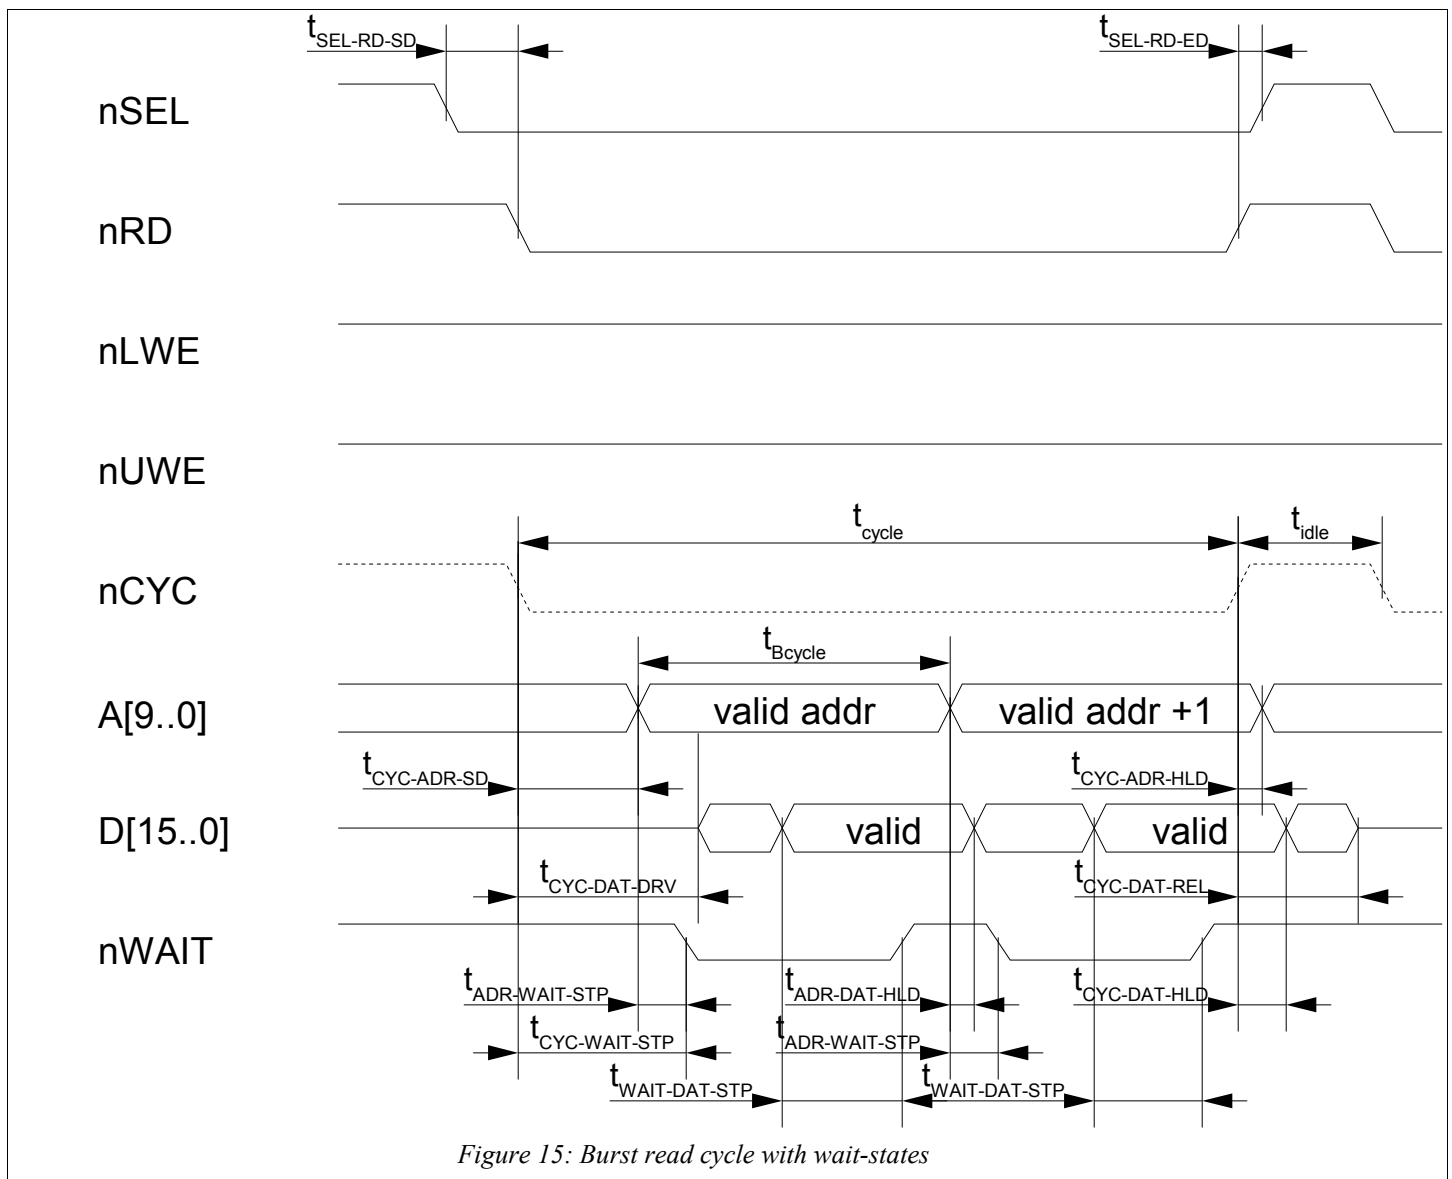 tSEL-RD-SD tSEL-RD-ED
nSEL
nRD
nLWE
nUWE
tcycle tidle
nCYC
tBcycle
A[9..0] valid addr valid addr +1
tCYC-ADR-SD tCYC-ADR-HLD
D[15..0] valid valid
tCYC-DAT-DRV tCYC-DAT-REL
nWAIT
tADR-WAIT-STP tADR-DAT-HLD tCYC-DAT-HLD
tCYC-WAIT-STP tADR-WAIT-STP
tWAIT-DAT-STP tWAIT-DAT-STP
Figure 15: Burst read cycle with wait-states